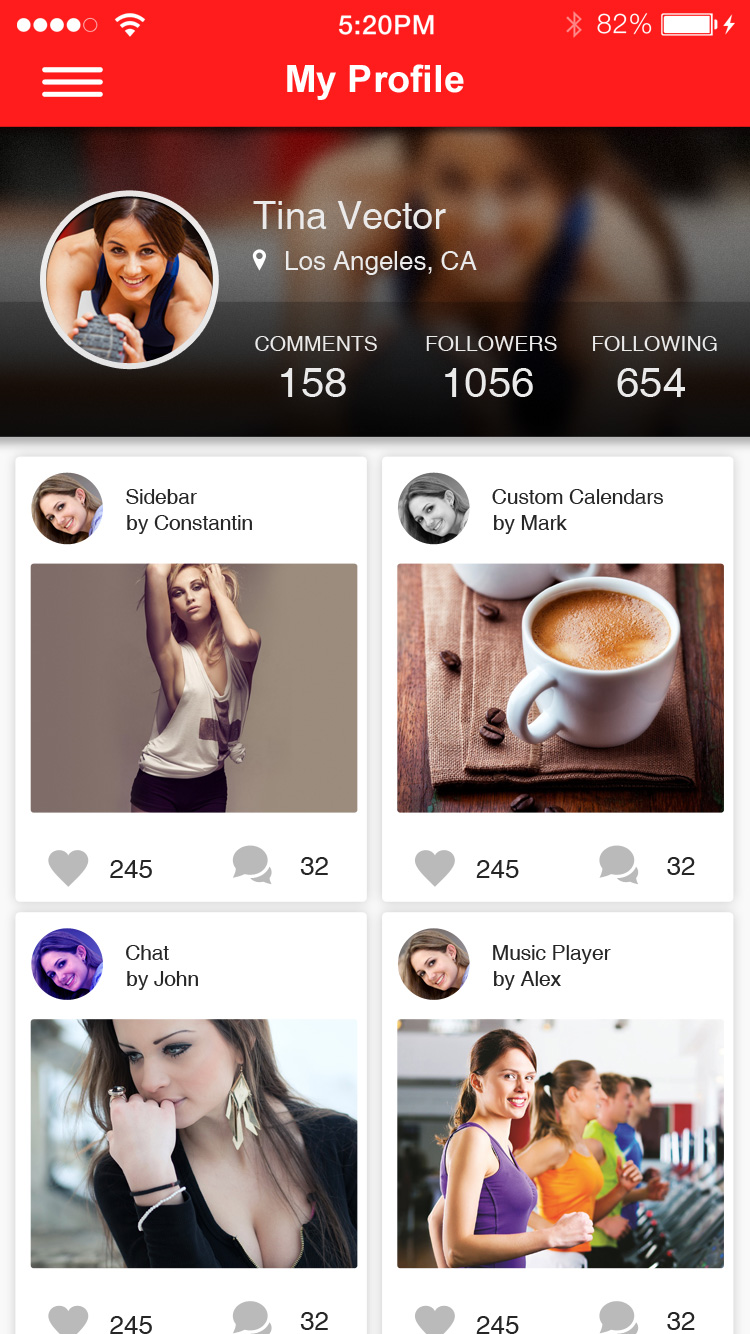 5:20PM
82%
My Profile
Tina Vector
Los Angeles, CA
COMMENTS FOLLOWERS FOLLOWING
158 1056 654
Sidebar
by Constantin
Custom Calendars
by Mark
245 32
245 32
Chat
by John
Music Player
by Alex
245 32
245 32